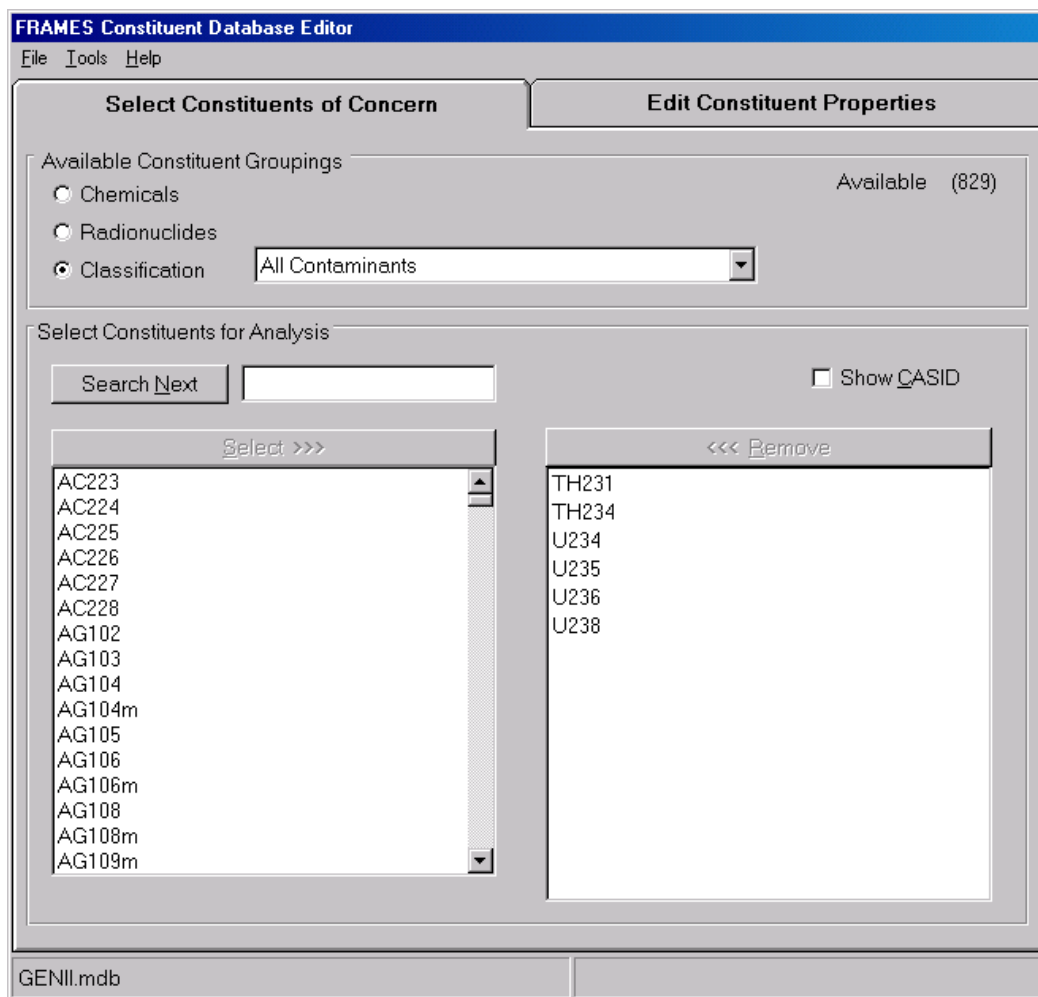 FRAMES Constituent Database Editor
File Tools Help
Select Constituents of Concern
Edit Constituent Properties
Available Constituent Groupings
Available (829)
Chemicals
Radionuclides
Classification
All Contaminants
Select Constituents for Analysis
Search Next
Show CASID
Select >>>
<<< Remove
AC223
AC224
AC225
AC226
AC227
AC228
AG102
AG103
AG104
AG104m
AG105
AG106
AG106m
AG108
AG108m
AG109m
TH231
TH234
U234
U235
U236
U238
GENII.mdb